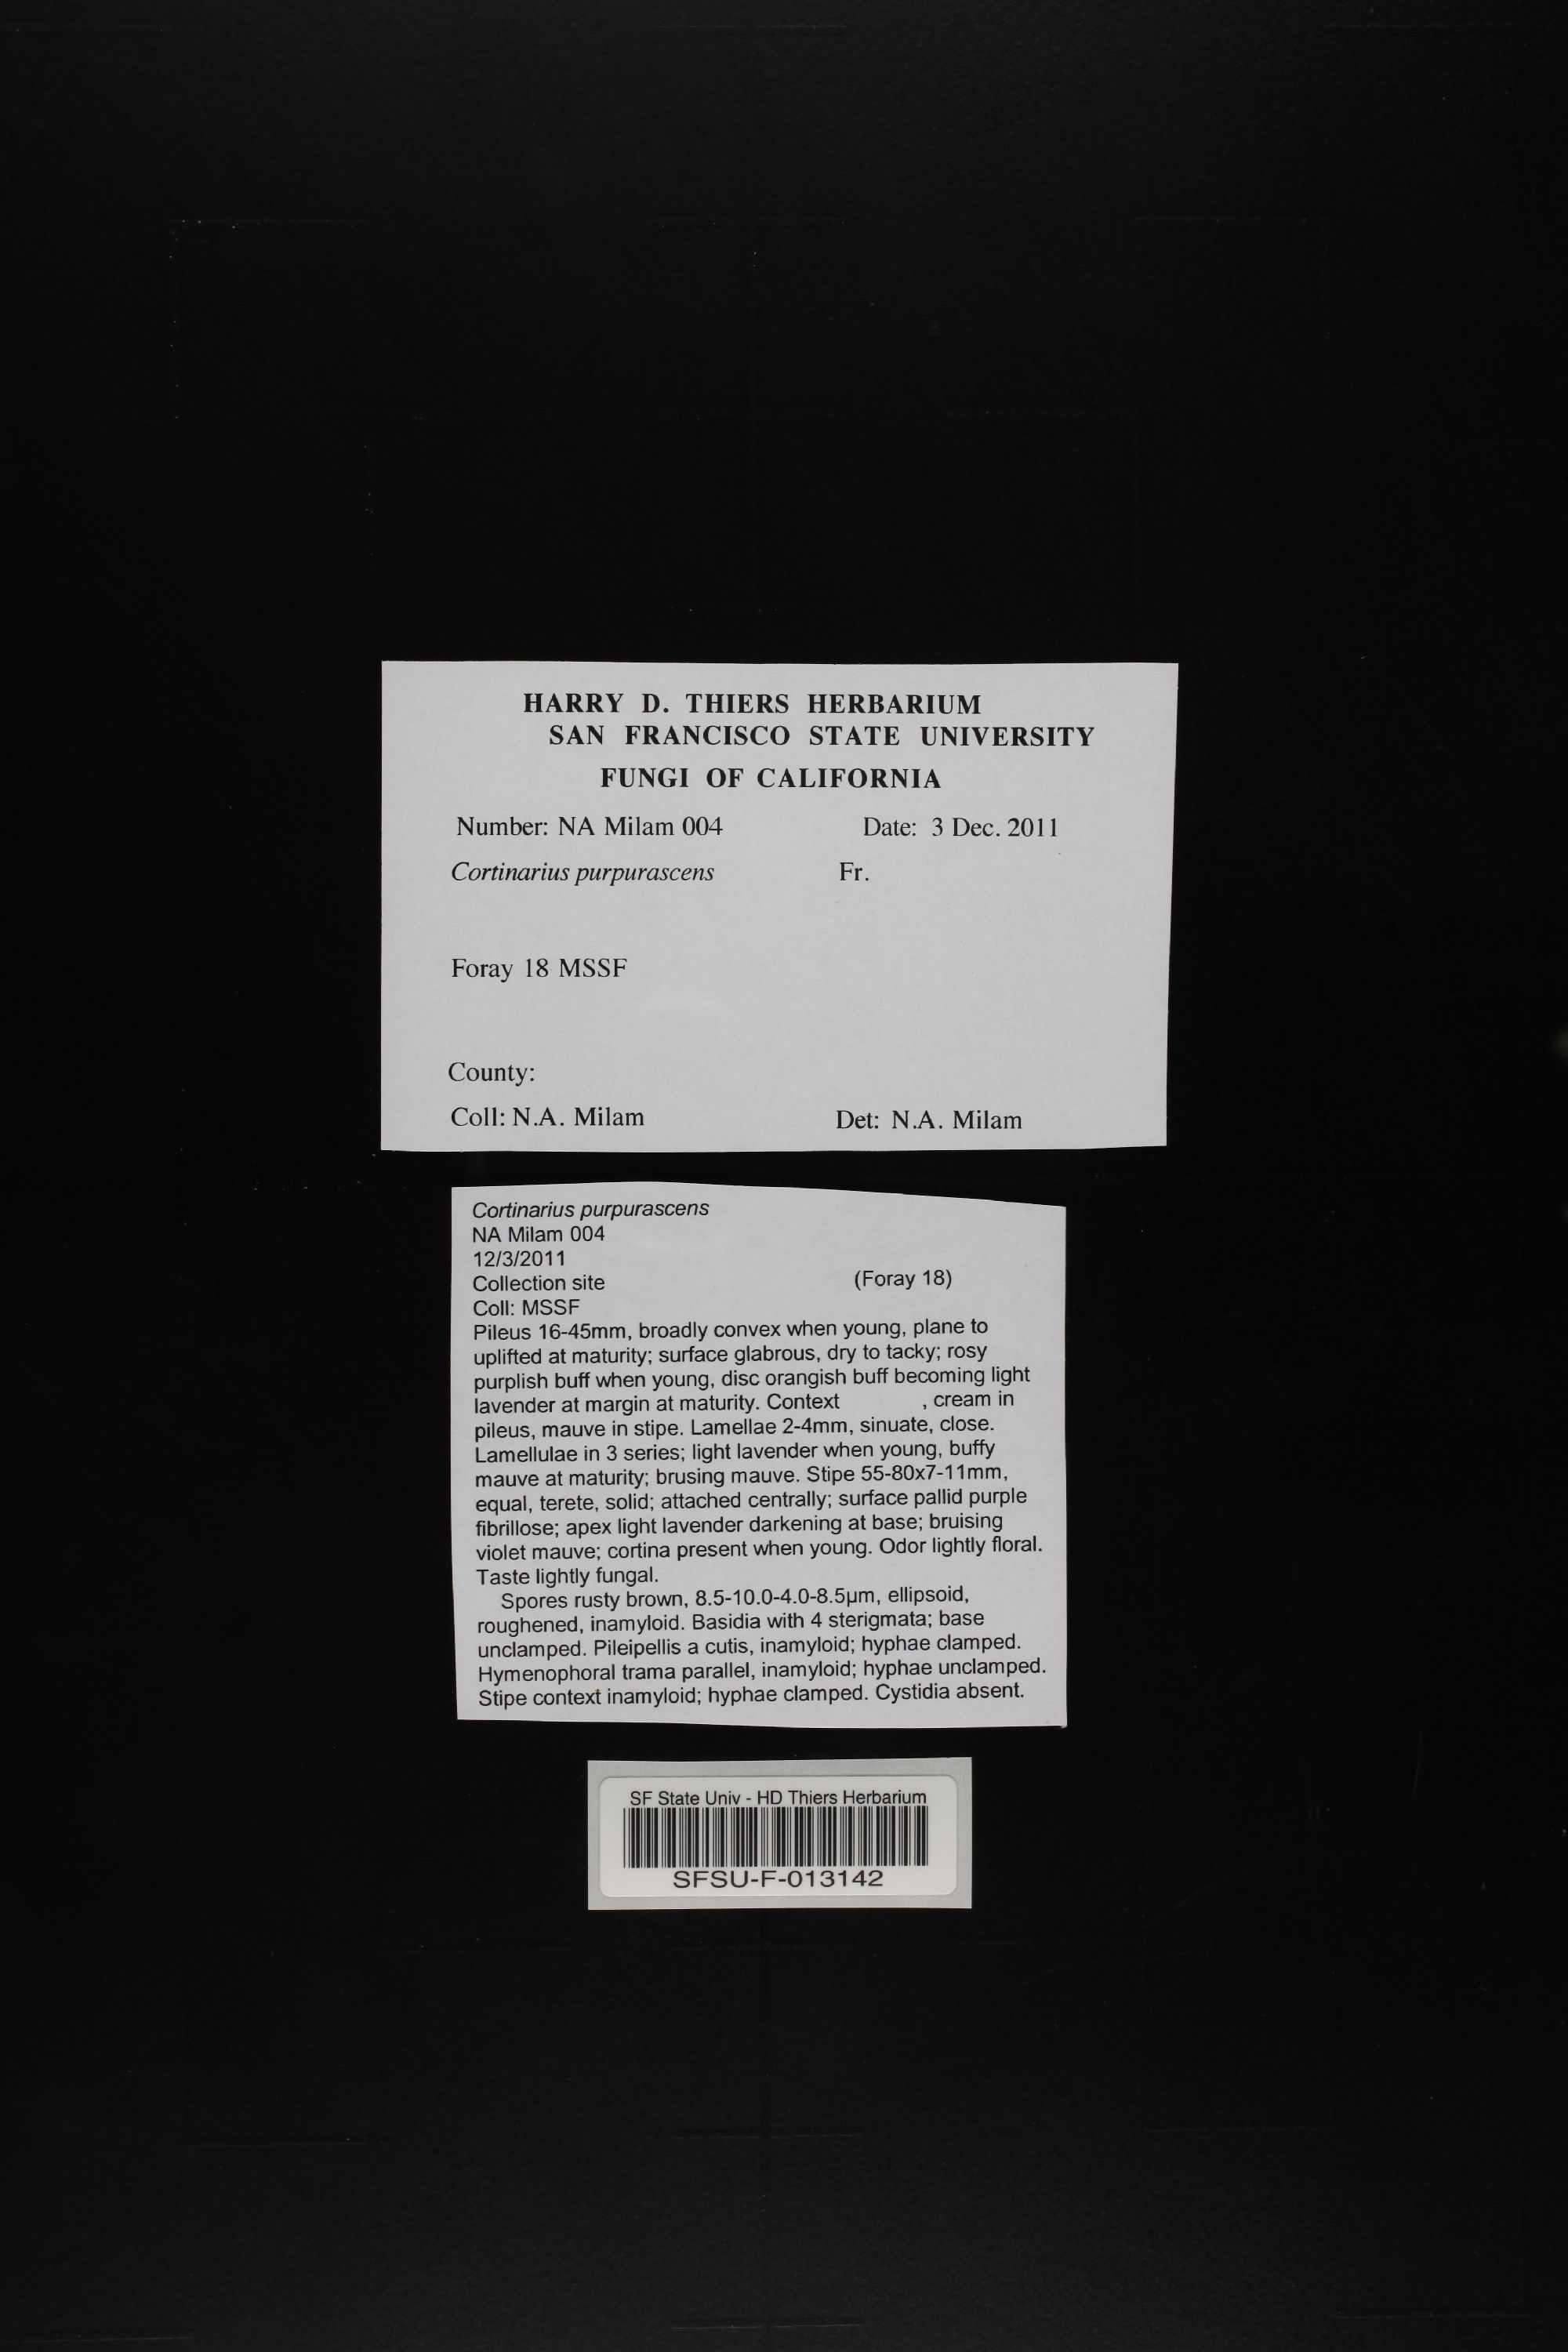 HARRY D. THIERS HERBARIUM
SAN FRANCISCO STATE UNIVERSITY
FUNGI OF CALIFORNIA
Number: NA Milam 004 Date: 3 Dec. 2011
Cortinarius purpurascens Fr.
Foray 18 MSSF
County:
Coll: N.A. Milam Det: N.A. Milam
Cortinarius purpurascens
NA Milam 004
12/3/2011
Collection site (Foray 18)
Coll: MSSF
Pileus 16-45mm, broadly convex when young, plane to
uplifted at maturity; surface glabrous, dry to tacky; rosy
purplish buff when young, disc orangish buff becoming light
lavender at margin at maturity. Context , cream in
pileus, mauve in stipe. Lamellae 2-4mm, sinuate, close.
Lamellulae in 3 series; light lavender when young, buffy
mauve at maturity; brusing mauve. Stipe 55-80x7-11mm,
equal, terete, solid; attached centrally; surface pallid purple
fibrillose; apex light lavender darkening at base; bruising
violet mauve; cortina present when young. Odor lightly floral.
Taste lightly fungal.
Spores rusty brown, 8.5-10.0-4.0-8.5µm, ellipsoid,
roughened, inamyloid. Basidia with 4 sterigmata; base
unclamped. Pileipellis a cutis, inamyloid; hyphae clamped.
Hymenophoral trama parallel, inamyloid; hyphae unclamped.
Stipe context inamyloid; hyphae clamped. Cystidia absent.
SF State Univ - HD Thiers Herbarium
SFSU-F-013142